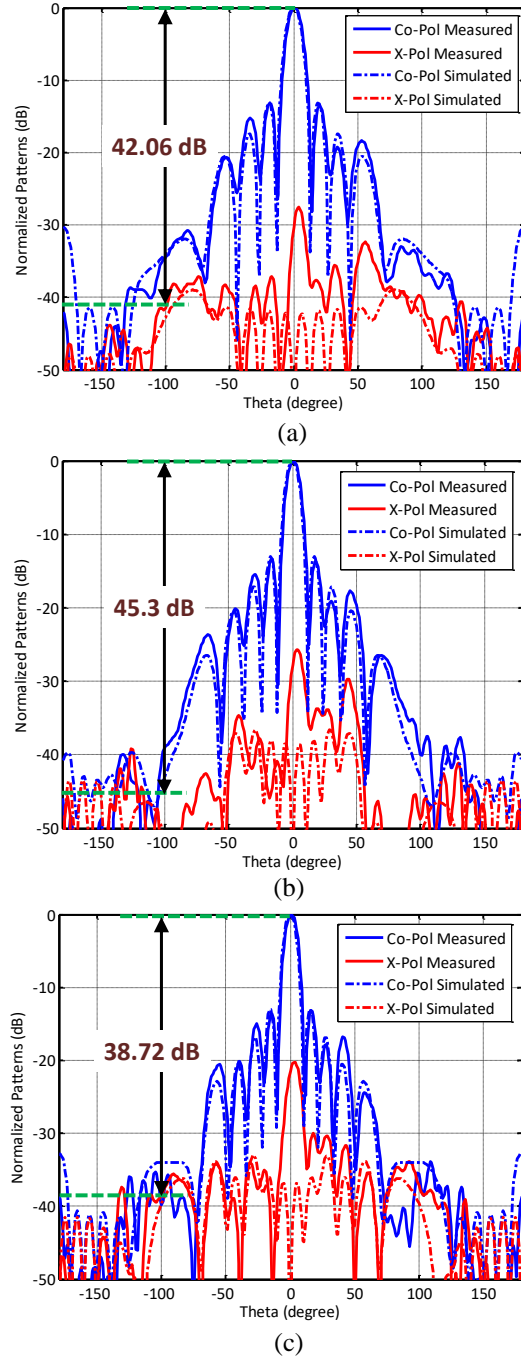 0
-10
-20
-30
-40
-50
Normalized Patterns (dB)
Co-Pol Measured
X-Pol Measured
Co-Pol Simulated
X-Pol Simulated
42.06 dB
-150 -100 -50 0 50 100 150
Theta (degree)
(a)
0
-10
-20
-30
-40
-50
Normalized Patterns (dB)
Co-Pol Measured
X-Pol Measured
Co-Pol Simulated
X-Pol Simulated
45.3 dB
-150 -100 -50 0 50 100 150
Theta (degree)
(b)
0
-10
-20
-30
-40
-50
Normalized Patterns (dB)
Co-Pol Measured
X-Pol Measured
Co-Pol Simulated
X-Pol Simulated
38.72 dB
-150 -100 -50 0 50 100 150
Theta (degree)
(c)